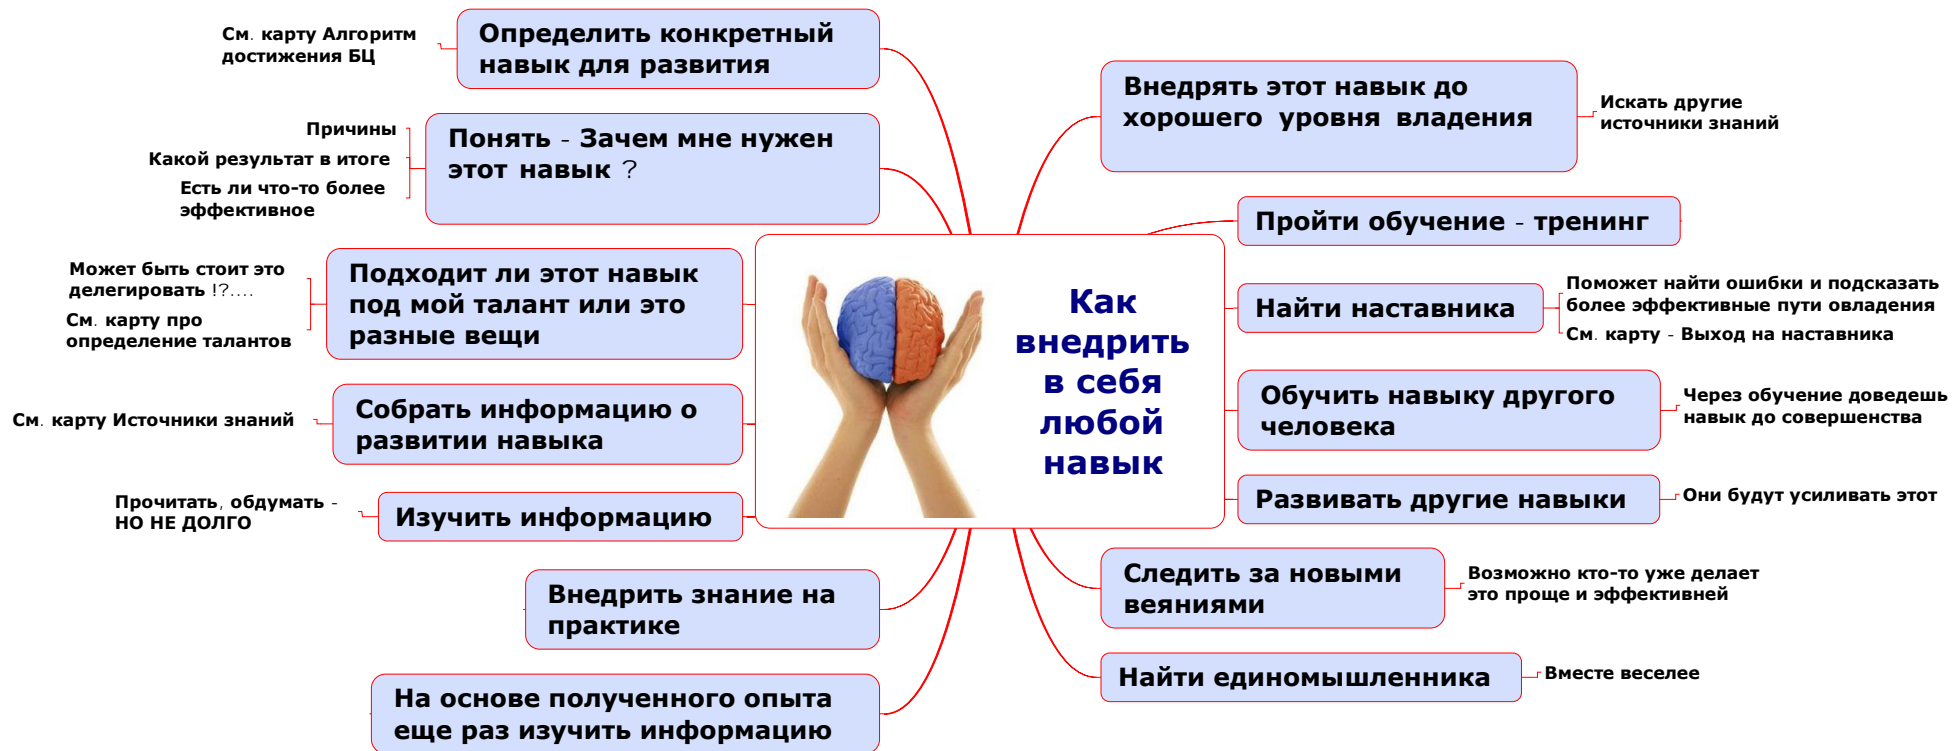 Как
внедрить
в себя
любой
навык
См. карту Алгоритм
достижения БЦ
Определить конкретный
навык для развития
Причины
Какой результат в итоге
Есть ли что-то более
эффективное
Понять - Зачем мне нужен
этот навык ?
Может быть стоит это
делегировать !?....
См. карту про
определение талантов
Подходит ли этот навык
под мой талант или это
разные вещи
См. карту Источники знаний
Собрать информацию о
развитии навыка
Прочитать, обдумать -
НО НЕ ДОЛГО
Изучить информацию
Внедрить знание на
практике
На основе полученного опыта
еще раз изучить информацию
Внедрять этот навык до
хорошего уровня владения
Искать другие
источники знаний
Пройти обучение - тренинг
Найти наставника
Поможет найти ошибки и подсказать
более эффективные пути овладения
См. карту - Выход на наставника
Обучить навыку другого
человека
Через обучение доведешь
навык до совершенства
Развивать другие навыки
Они будут усиливать этот
Следить за новыми
веяниями
Возможно кто-то уже делает
это проще и эффективней
Найти единомышленника
Вместе веселее